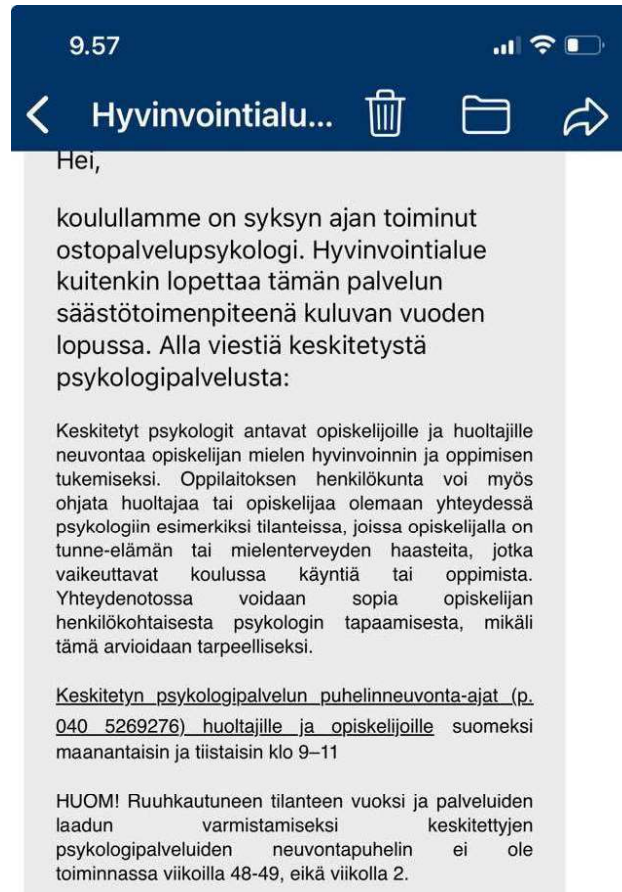 9.57
Hyvinvointialu...
Hei,
koulullamme on syksyn ajan toiminut
ostopalvelupsykologi. Hyvinvointialue
kuitenkin lopettaa tämän palvelun
säästötoimenpiteenä kuluvan vuoden
lopussa. Alla viestiä keskitetystä
psykologipalvelusta:
Keskitetyt psykologit antavat opiskelijoille ja huoltajille
neuvontaa opiskelijan mielen hyvinvoinnin ja oppimisen
tukemiseksi. Oppilaitoksen henkilökunta voi myös
ohjata huoltajaa tai opiskelijaa olemaan yhteydessä
psykologiin esimerkiksi tilanteissa, joissa opiskelijalla on
tunne-elämän tai mielenterveyden haasteita, jotka
vaikeuttavat koulussa käyntiä tai oppimista.
Yhteydenotossa voidaan sopia opiskelijan
henkilökohtaisesta psykologin tapaamisesta, mikäli
tämä arvioidaan tarpeelliseksi.
Keskitetyn psykologipalvelun puhelinneuvonta-ajat (p.
040 5269276) huoltajille ja opiskelijoille suomeksi
maanantaisin ja tiistaisin klo 9–11
HUOM! Ruuhkautuneen tilanteen vuoksi ja palveluiden
laadun varmistamiseksi keskitettyjen
psykologipalveluiden neuvontapuhelin ei ole
toiminnassa viikoilla 48-49, eikä viikolla 2.